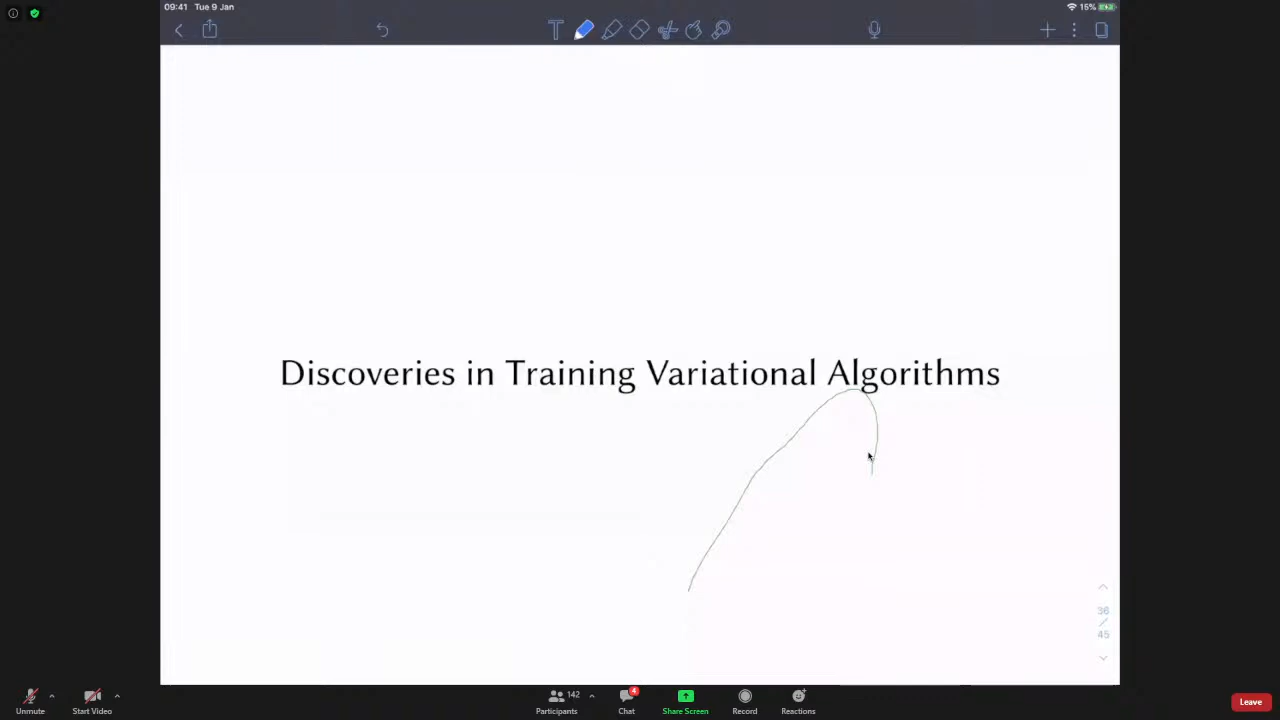 09:41 Tue 9 Jan
15%
Discoveries in Training Variational Algorithms
36
/
45
Unmute
Start Video
142
Participants
4
Chat
Share Screen
Record
Reactions
Leave